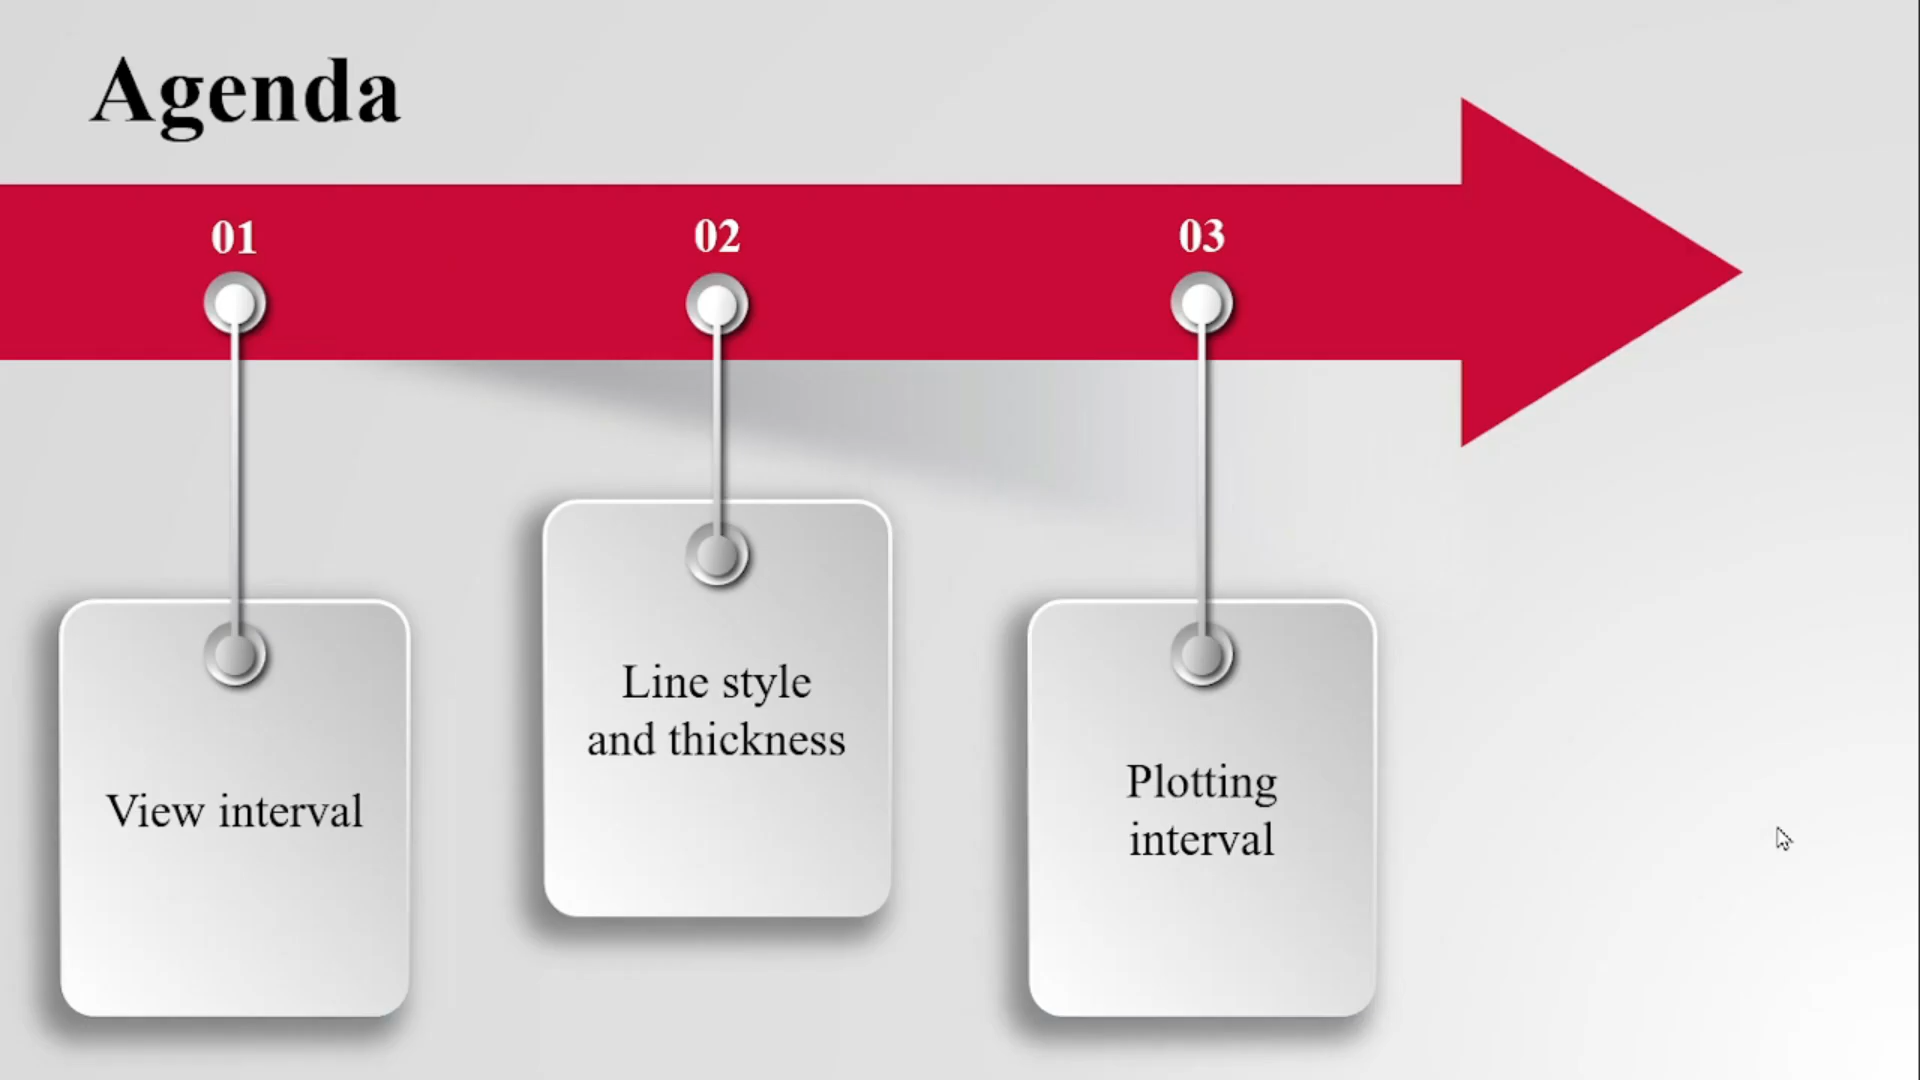 Agenda
01
02
03
View interval
Line style
and thickness
Plotting
interval